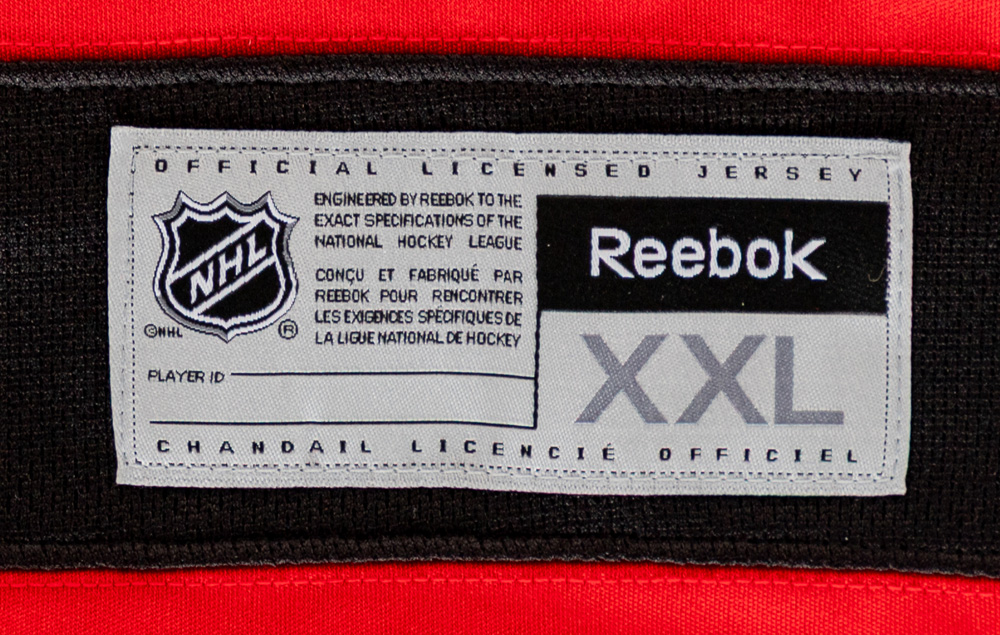 OFFICIAL LICENSED JERSEY
NHL
©NHL
®
ENGINEERED BY REEBOK TO THE
EXACT SPECIFICATIONS OF THE
NATIONAL HOCKEY LEAGUE
CONÇU ET FABRIQUÉ PAR
REEBOK POUR RENCONTRER
LES EXIGENCES SPÉCIFIQUES DE
LA LIGUE NATIONAL DE HOCKEY
PLAYER ID
Reebok
XXL
CHANDAIL LICENCIÉ OFFICIEL